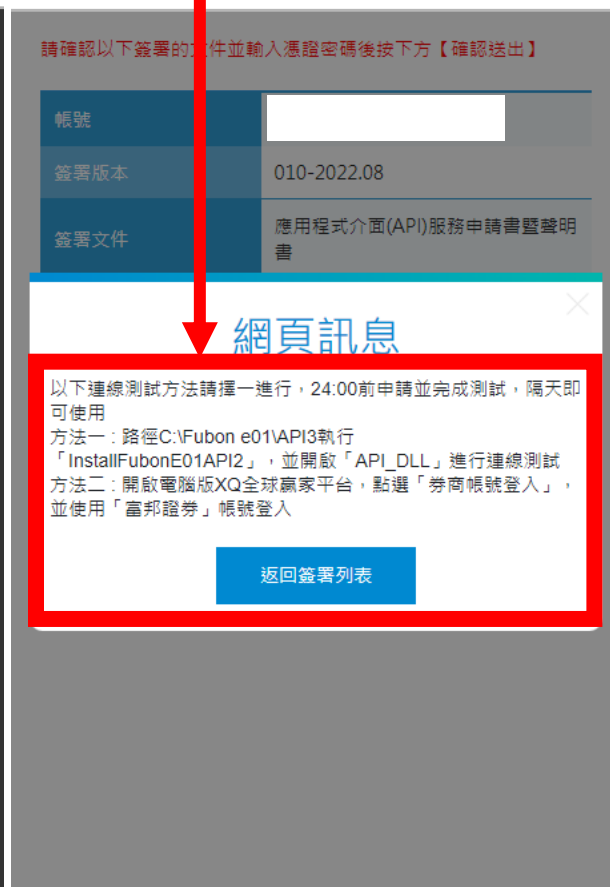 請確認以下簽署的文件並輸入憑證密碼後按下方【確認送出】
帳號
簽署版本 010-2022.08
簽署文件 應用程式介面(API)服務申請書暨聲明
書
網頁訊息
以下連線測試方法請擇一進行，24:00前申請並完成測試，隔天即
可使用
方法一：路徑C:\Fubon e01\API3執行
「InstallFubonE01API2」，並開啟「API_DLL」進行連線測試
方法二：開啟電腦版XQ全球贏家平台，點選「券商帳號登入」，
並使用「富邦證券」帳號登入
返回簽署列表